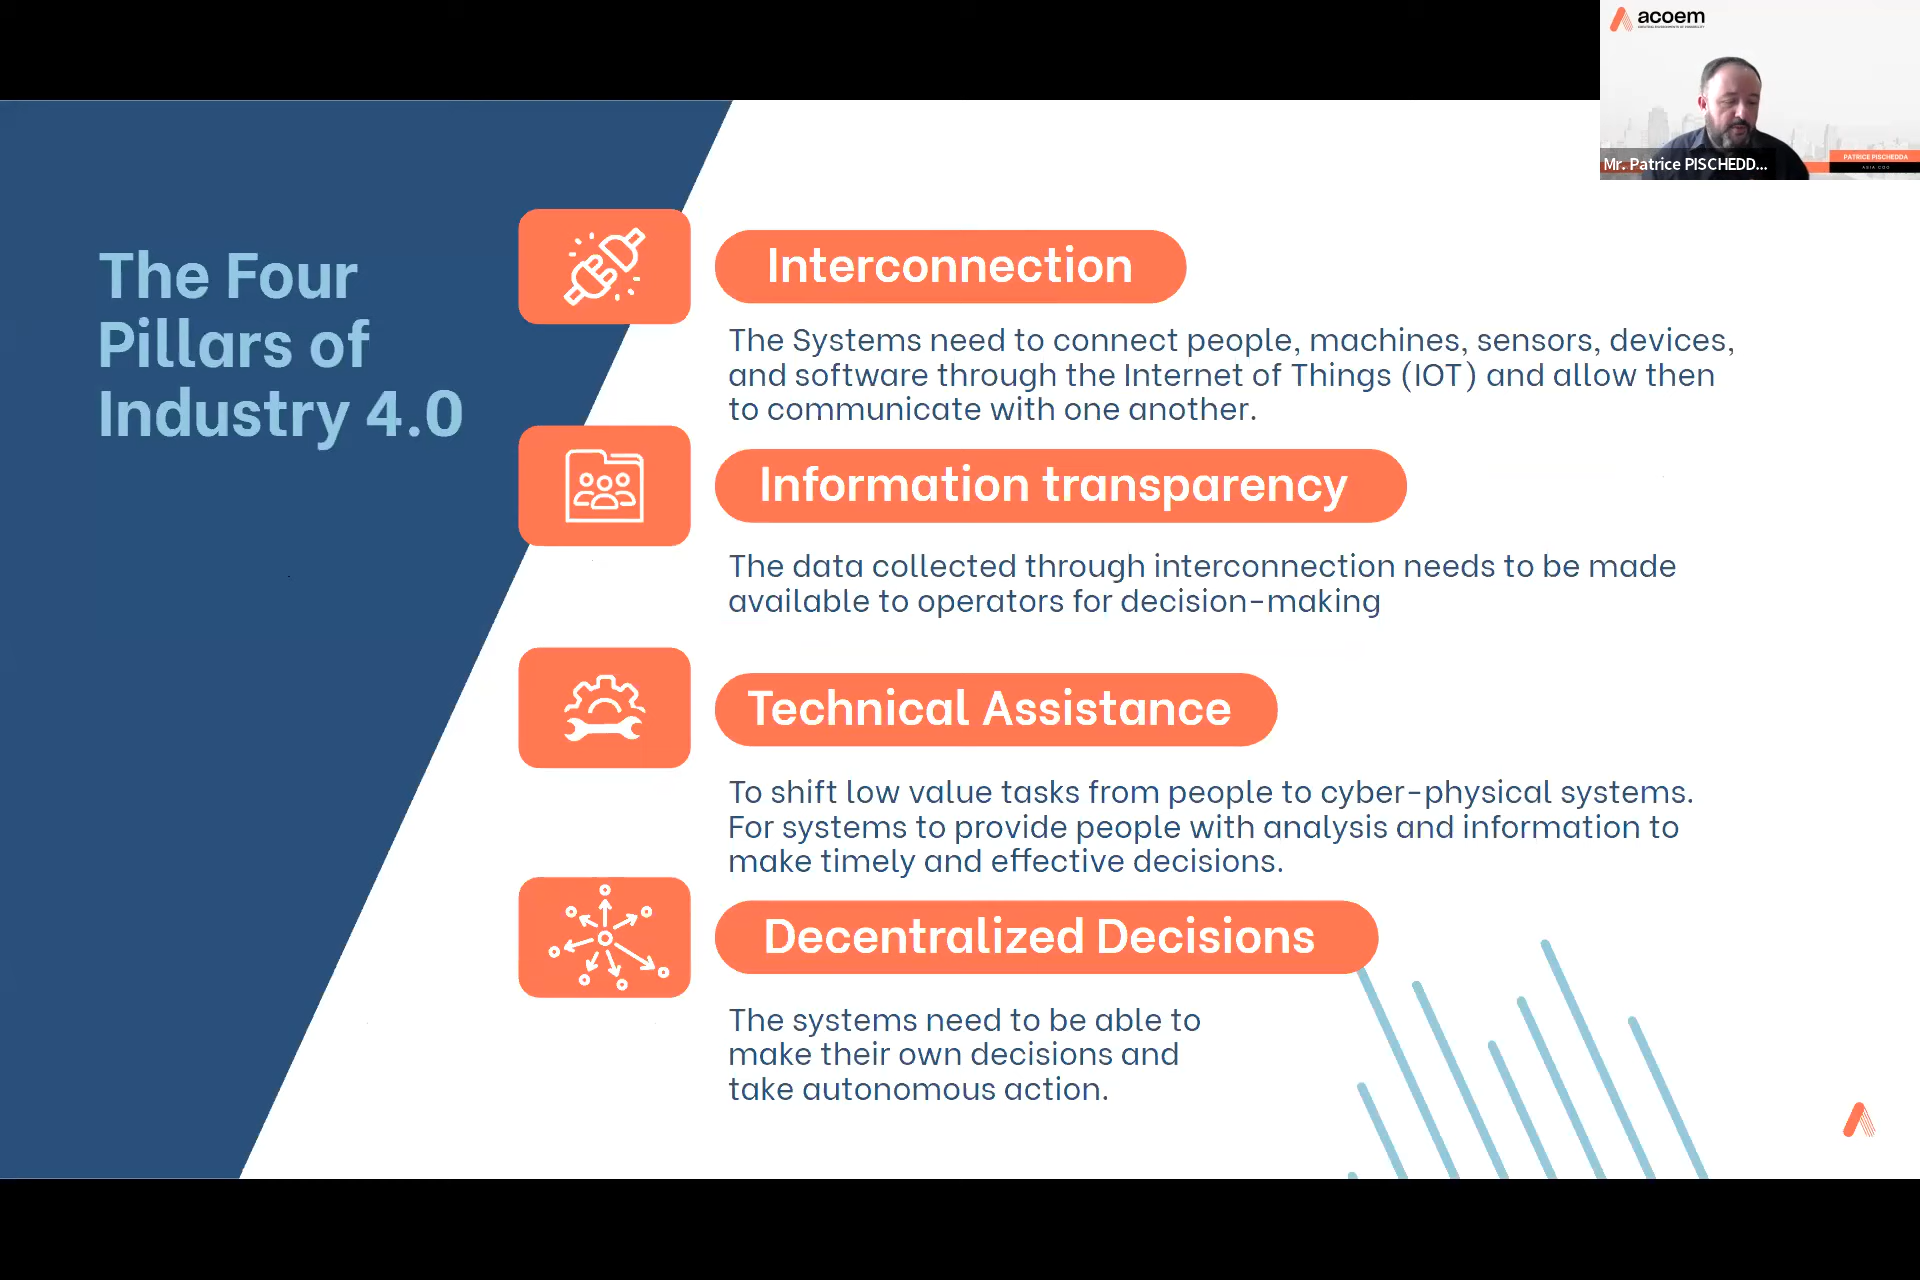 acoem
Mr. Patrice PISCHEDD...
PATRICE PISCHEDDA
ASIA COO
The Four
Pillars of
Industry 4.0
Interconnection
The Systems need to connect people, machines, sensors, devices,
and software through the Internet of Things (IOT) and allow then
to communicate with one another.
Information transparency
The data collected through interconnection needs to be made
available to operators for decision-making
Technical Assistance
To shift low value tasks from people to cyber-physical systems.
For systems to provide people with analysis and information to
make timely and effective decisions.
Decentralized Decisions
The systems need to be able to
make their own decisions and
take autonomous action.